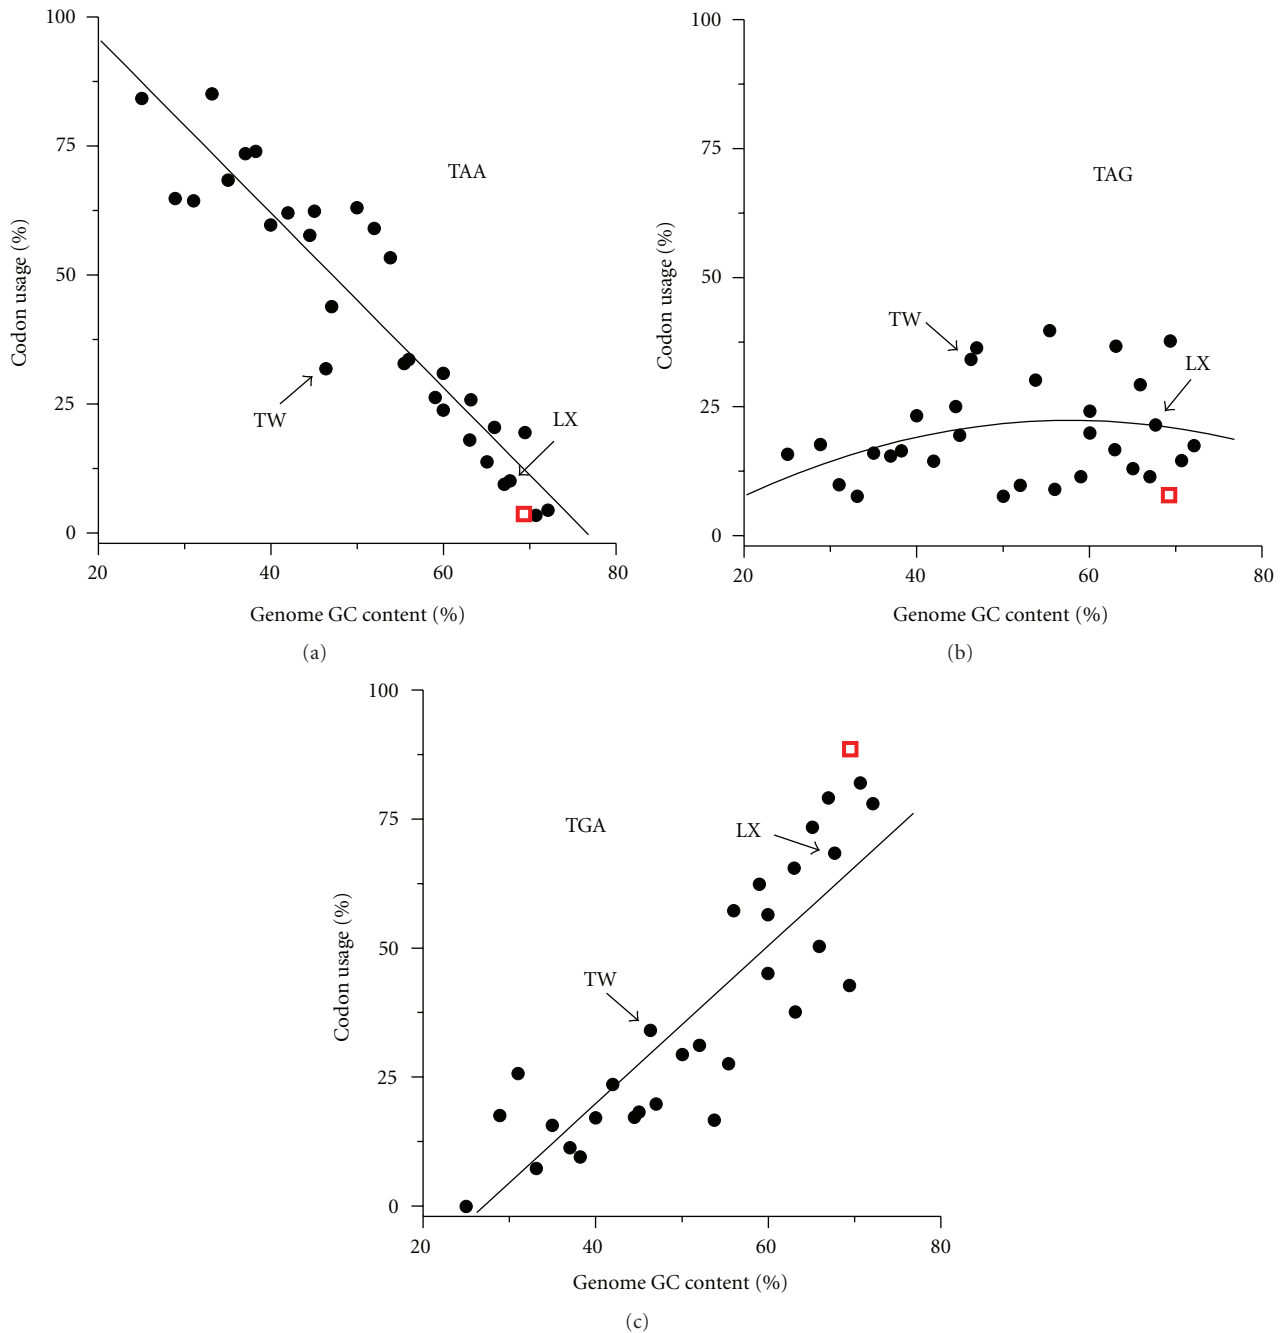 100
75
50
25
0
Codon usage (%)
TAA
TW
LX
20 40 60 80
Genome GC content (%)
(a)
100
75
50
25
0
Codon usage (%)
TAG
TW
LX
20 40 60 80
Genome GC content (%)
(b)
100
75
50
25
0
Codon usage (%)
TGA
LX
TW
20 40 60 80
Genome GC content (%)
(c)